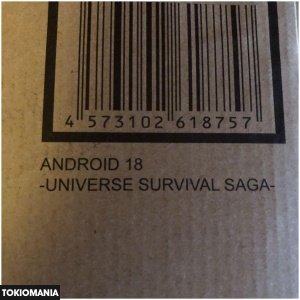 4 573102 618757
ANDROID 18
-UNIVERSE SURVIVAL SAGA-
TOKIOMANIA